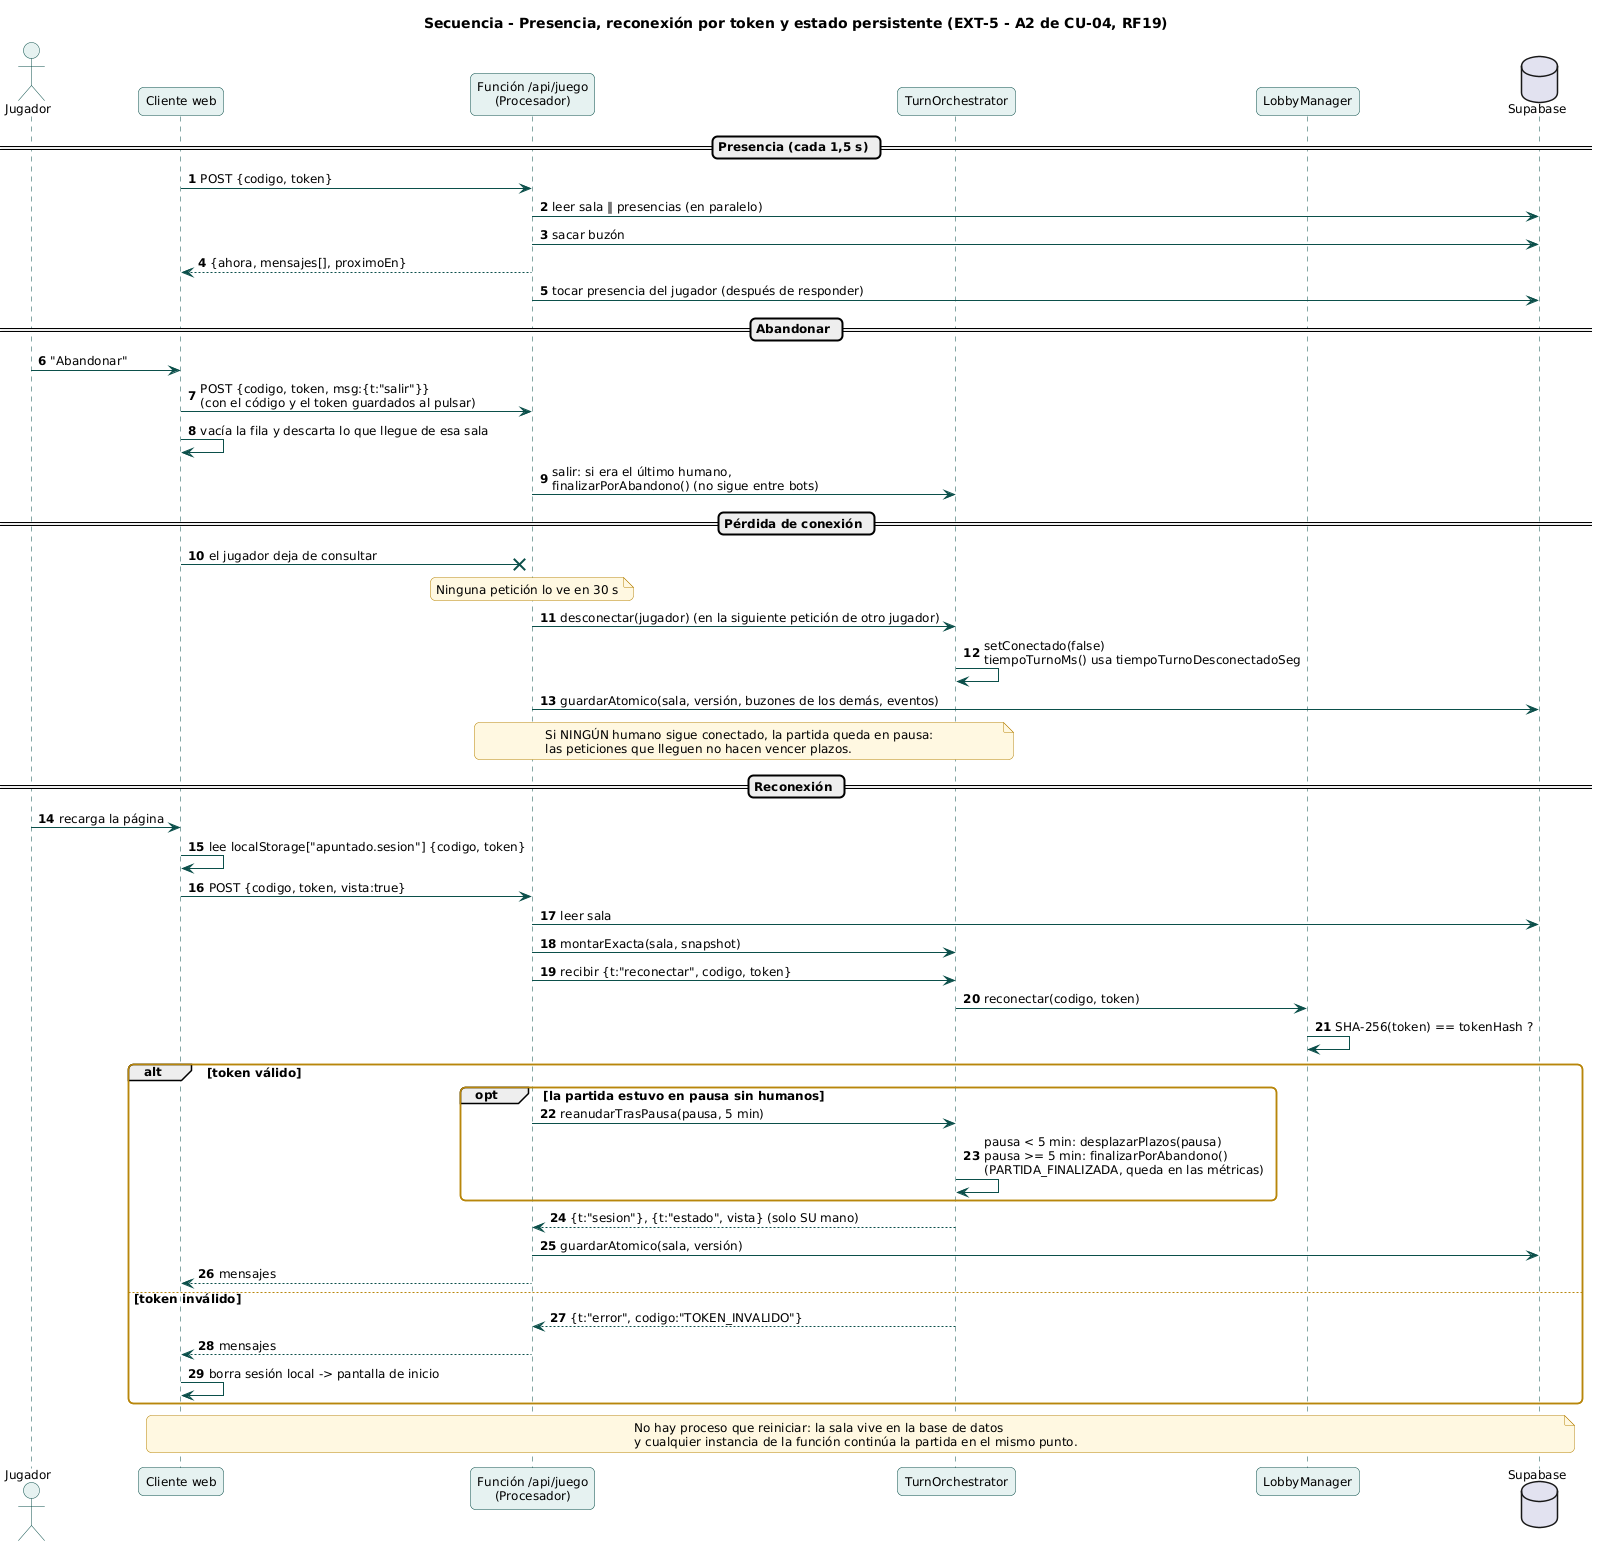 Secuencia - Presencia, reconexión por token y estado persistente (EXT-5 - A2 de CU-04, RF19)
Jugador
Cliente web
Función /api/juego
(Procesador)
TurnOrchestrator
LobbyManager
Supabase
Presencia (cada 1,5 s)
1 POST {codigo, token}
2 leer sala ∥ presencias (en paralelo)
3 sacar buzón
4 {ahora, mensajes[], proximoEn}
5 tocar presencia del jugador (después de responder)
Abandonar
6 "Abandonar"
7 POST {codigo, token, msg:{t:"salir"}}
(con el código y el token guardados al pulsar)
8 vacía la fila y descarta lo que llegue de esa sala
9 salir: si era el último humano,
finalizarPorAbandono() (no sigue entre bots)
Pérdida de conexión
10 el jugador deja de consultar
Ninguna petición lo ve en 30 s
11 desconectar(jugador) (en la siguiente petición de otro jugador)
12 setConectado(false)
tiempoTurnoMs() usa tiempoTurnoDesconectadoSeg
13 guardarAtomico(sala, versión, buzones de los demás, eventos)
Si NINGÚN humano sigue conectado, la partida queda en pausa:
las peticiones que lleguen no hacen vencer plazos.
Reconexión
14 recarga la página
15 lee localStorage["apuntado.sesion"] {codigo, token}
16 POST {codigo, token, vista:true}
17 leer sala
18 montarExacta(sala, snapshot)
19 recibir {t:"reconectar", codigo, token}
20 reconectar(codigo, token)
21 SHA-256(token) == tokenHash ?
alt [token válido]
opt [la partida estuvo en pausa sin humanos]
22 reanudarTrasPausa(pausa, 5 min)
23 pausa < 5 min: desplazarPlazos(pausa)
pausa >= 5 min: finalizarPorAbandono()
(PARTIDA_FINALIZADA, queda en las métricas)
24 {t:"sesion"}, {t:"estado", vista} (solo SU mano)
25 guardarAtomico(sala, versión)
26 mensajes
[token inválido]
27 {t:"error", codigo:"TOKEN_INVALIDO"}
28 mensajes
29 borra sesión local -> pantalla de inicio
No hay proceso que reiniciar: la sala vive en la base de datos
y cualquier instancia de la función continúa la partida en el mismo punto.
Jugador
Cliente web
Función /api/juego
(Procesador)
TurnOrchestrator
LobbyManager
Supabase